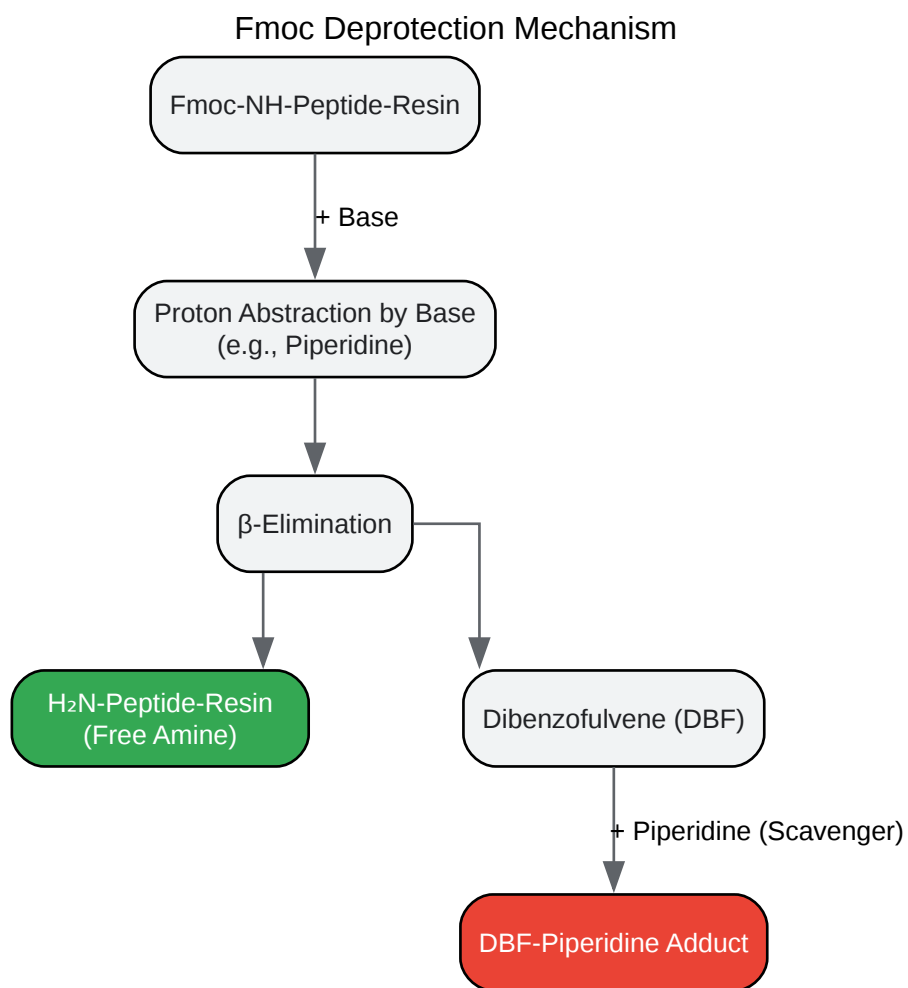 Fmoc Deprotection Mechanism
Fmoc-NH-Peptide-Resin
+ Base
Proton Abstraction by Base
(e.g., Piperidine)
β-Elimination
H₂N-Peptide-Resin
(Free Amine)
Dibenzofulvene (DBF)
+ Piperidine (Scavenger)
DBF-Piperidine Adduct